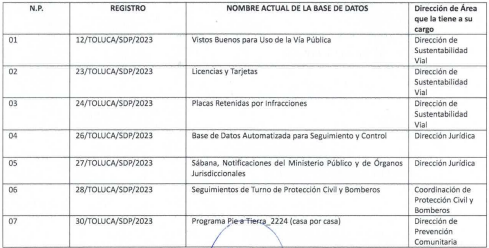 N.P. REGISTRO NOMBRE ACTUAL DE LA BASE DE DATOS Dirección de Área
que la tiene a su
cargo
01 12/TOLUCA/SDP/2023 Vistos Buenos para Uso de la Vía Pública Dirección de
Sustentabilidad
Vial
02 23/TOLUCA/SDP/2023 Licencias y Tarjetas Dirección de
Sustentabilidad
Vial
03 24/TOLUCA/SDP/2023 Placas Retenidas por Infracciones Dirección de
Sustentabilidad
Vial
04 26/TOLUCA/SDP/2023 Base de Datos Automatizada para Seguimiento y Control Dirección Jurídica
05 27/TOLUCA/SDP/2023 Sábana, Notificaciones del Ministerio Público y de Órganos Dirección Jurídica
Jurisdiccionales
06 28/TOLUCA/SDP/2023 Seguimientos de Turno de Protección Civil y Bomberos Coordinación de
Protección Civil y
Bomberos
07 30/TOLUCA/SDP/2023 Programa Pie a Tierra_2224 (casa por casa) Dirección de
Prevención
Comunitaria